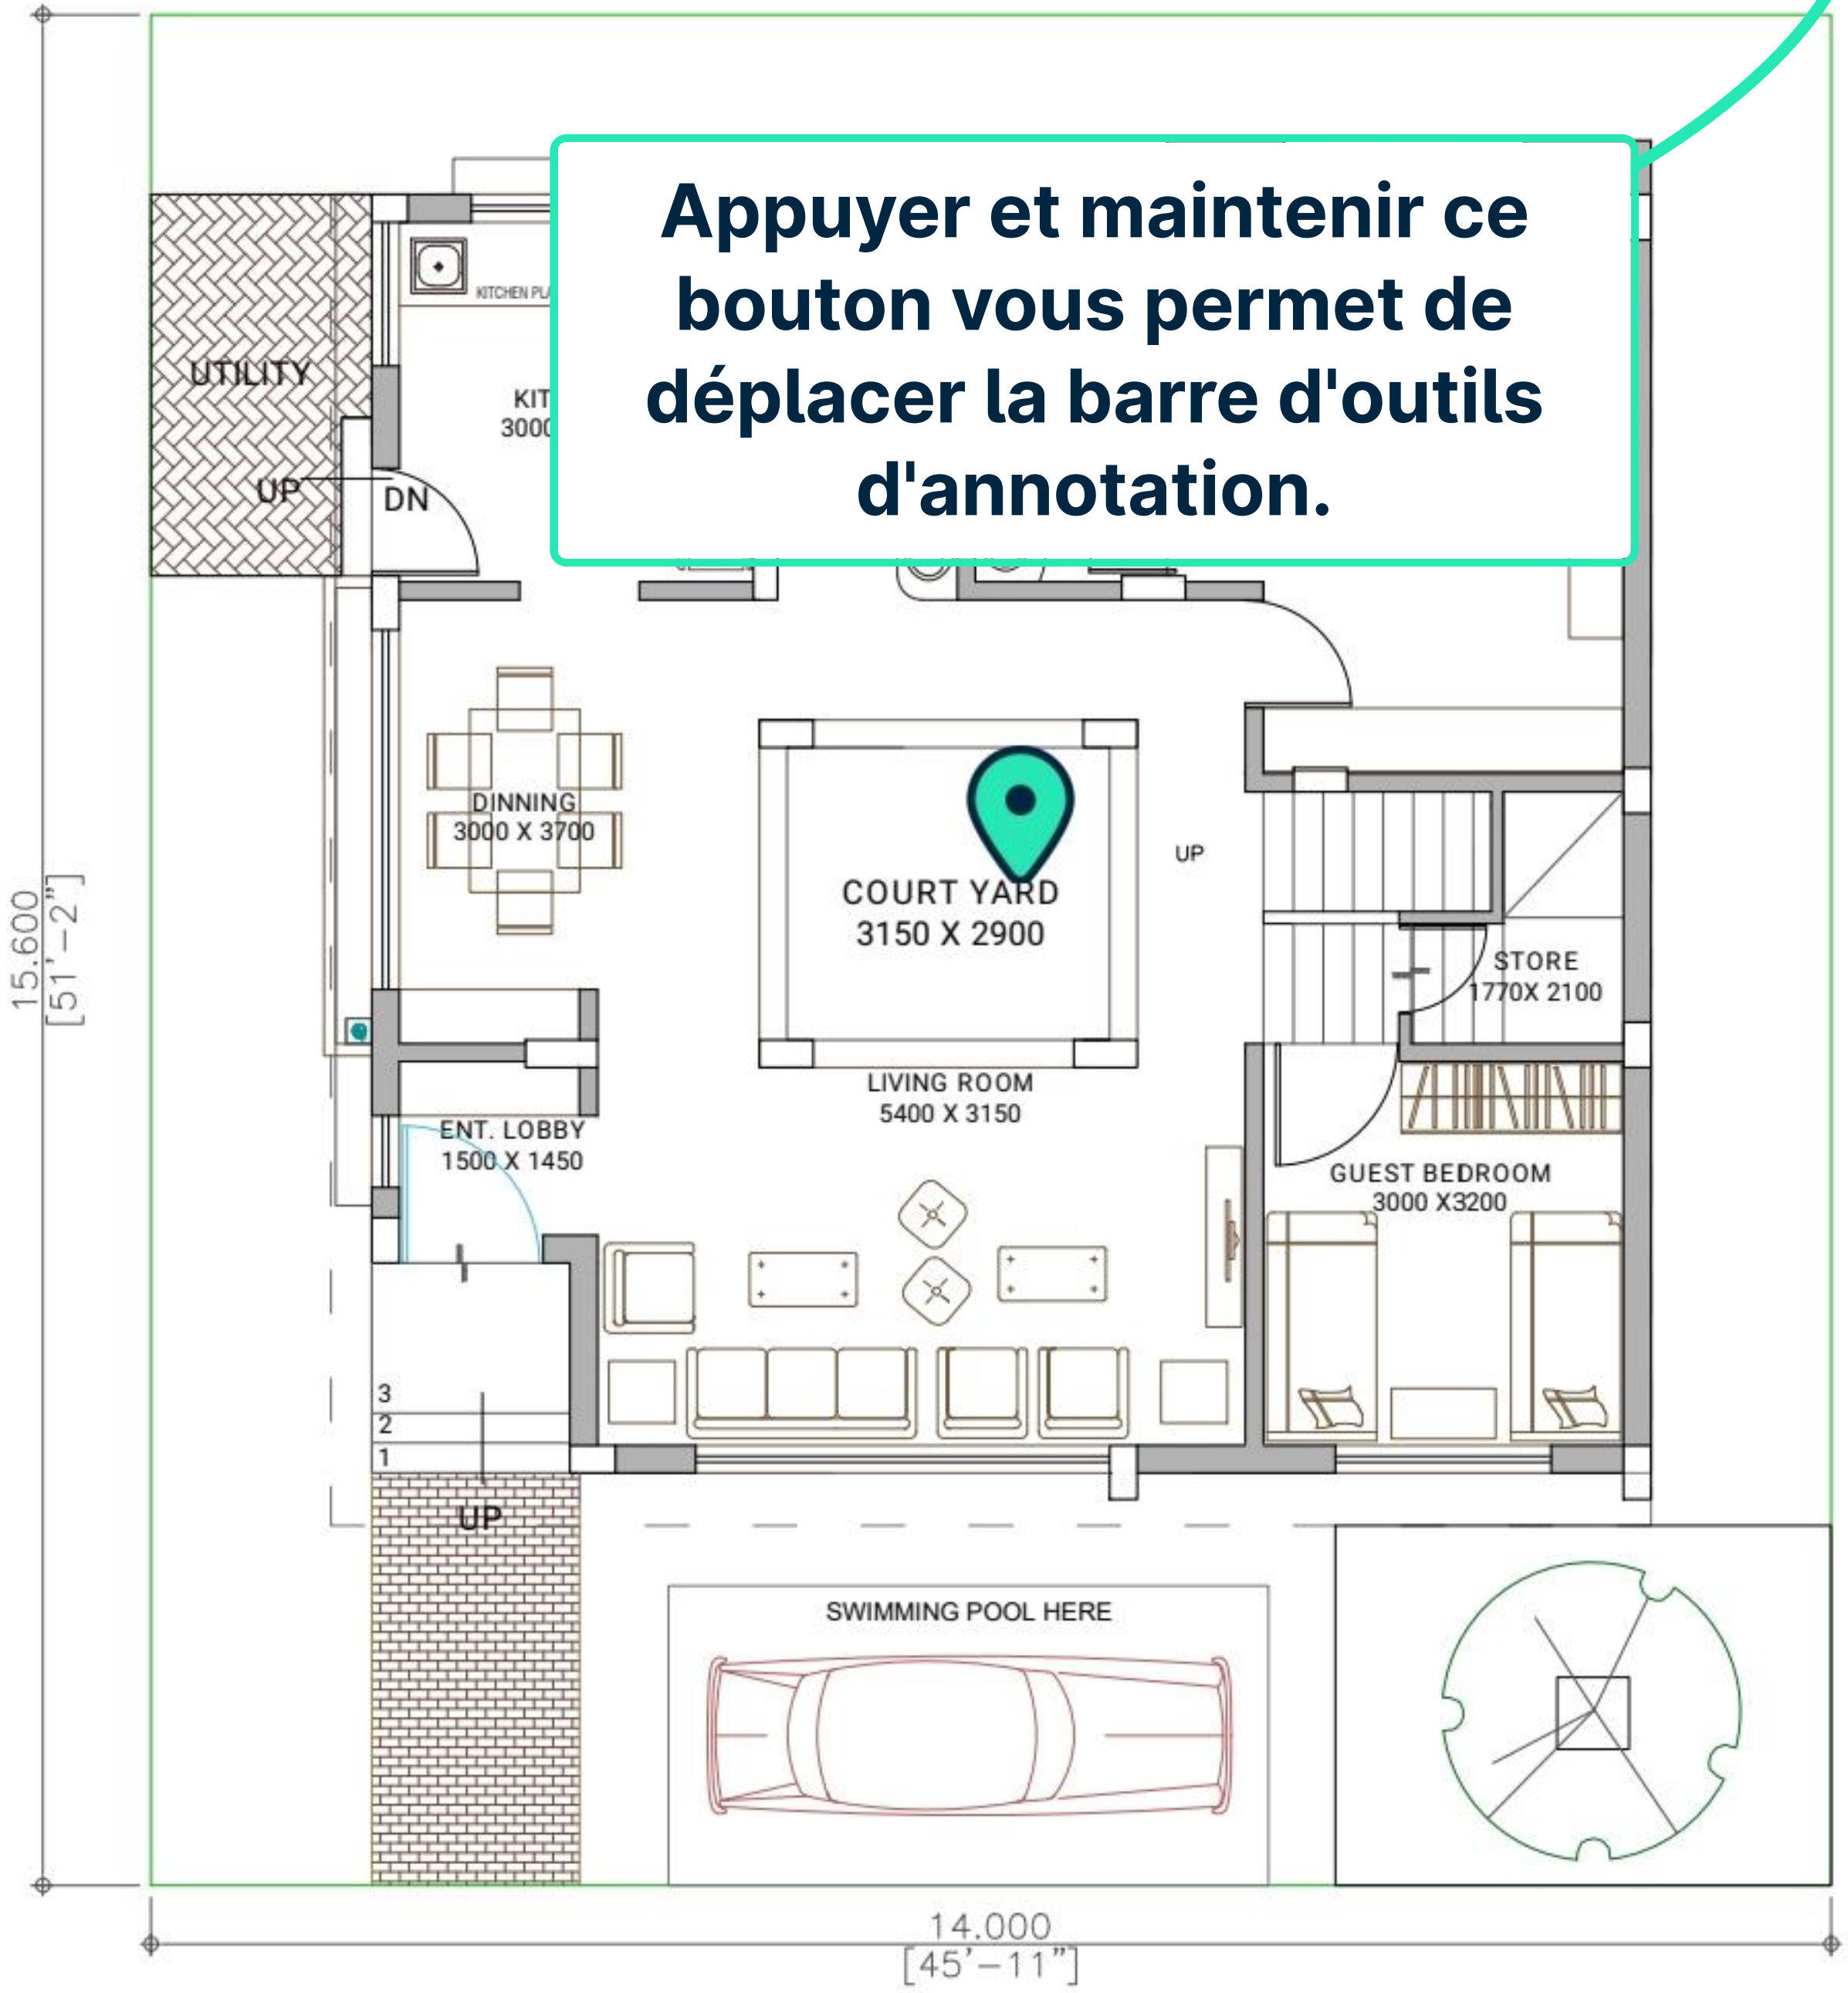 Appuyer et maintenir ce
bouton vous permet de
déplacer la barre d'outils
d'annotation.
KITCHEN
UTILITY
UP
DN
3000
DINNING
3000 X 3700
UP
COURT YARD
3150 X 2900
STORE
1770X 2100
LIVING ROOM
5400 X 3150
ENT. LOBBY
1500 X 1450
GUEST BEDROOM
3000 X3200
3
2
1
UP
SWIMMING POOL HERE
15.600
[51'-2"]
14.000
[45'-11"]